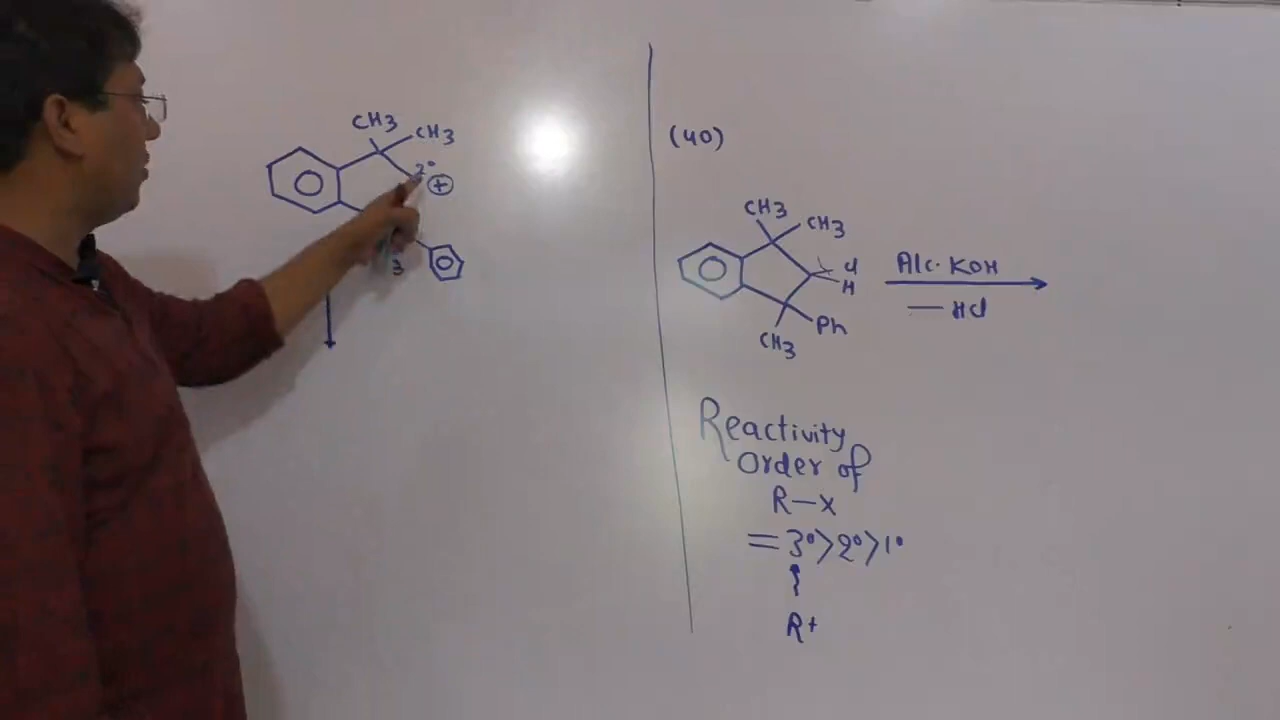 CH3 CH3
2° +
3
(40)
CH3 CH3
Cl
H
Ph
CH3
Alc. KOH
— HCl
Reactivity
Order of
R—X
= 3°>2°>1°
R+